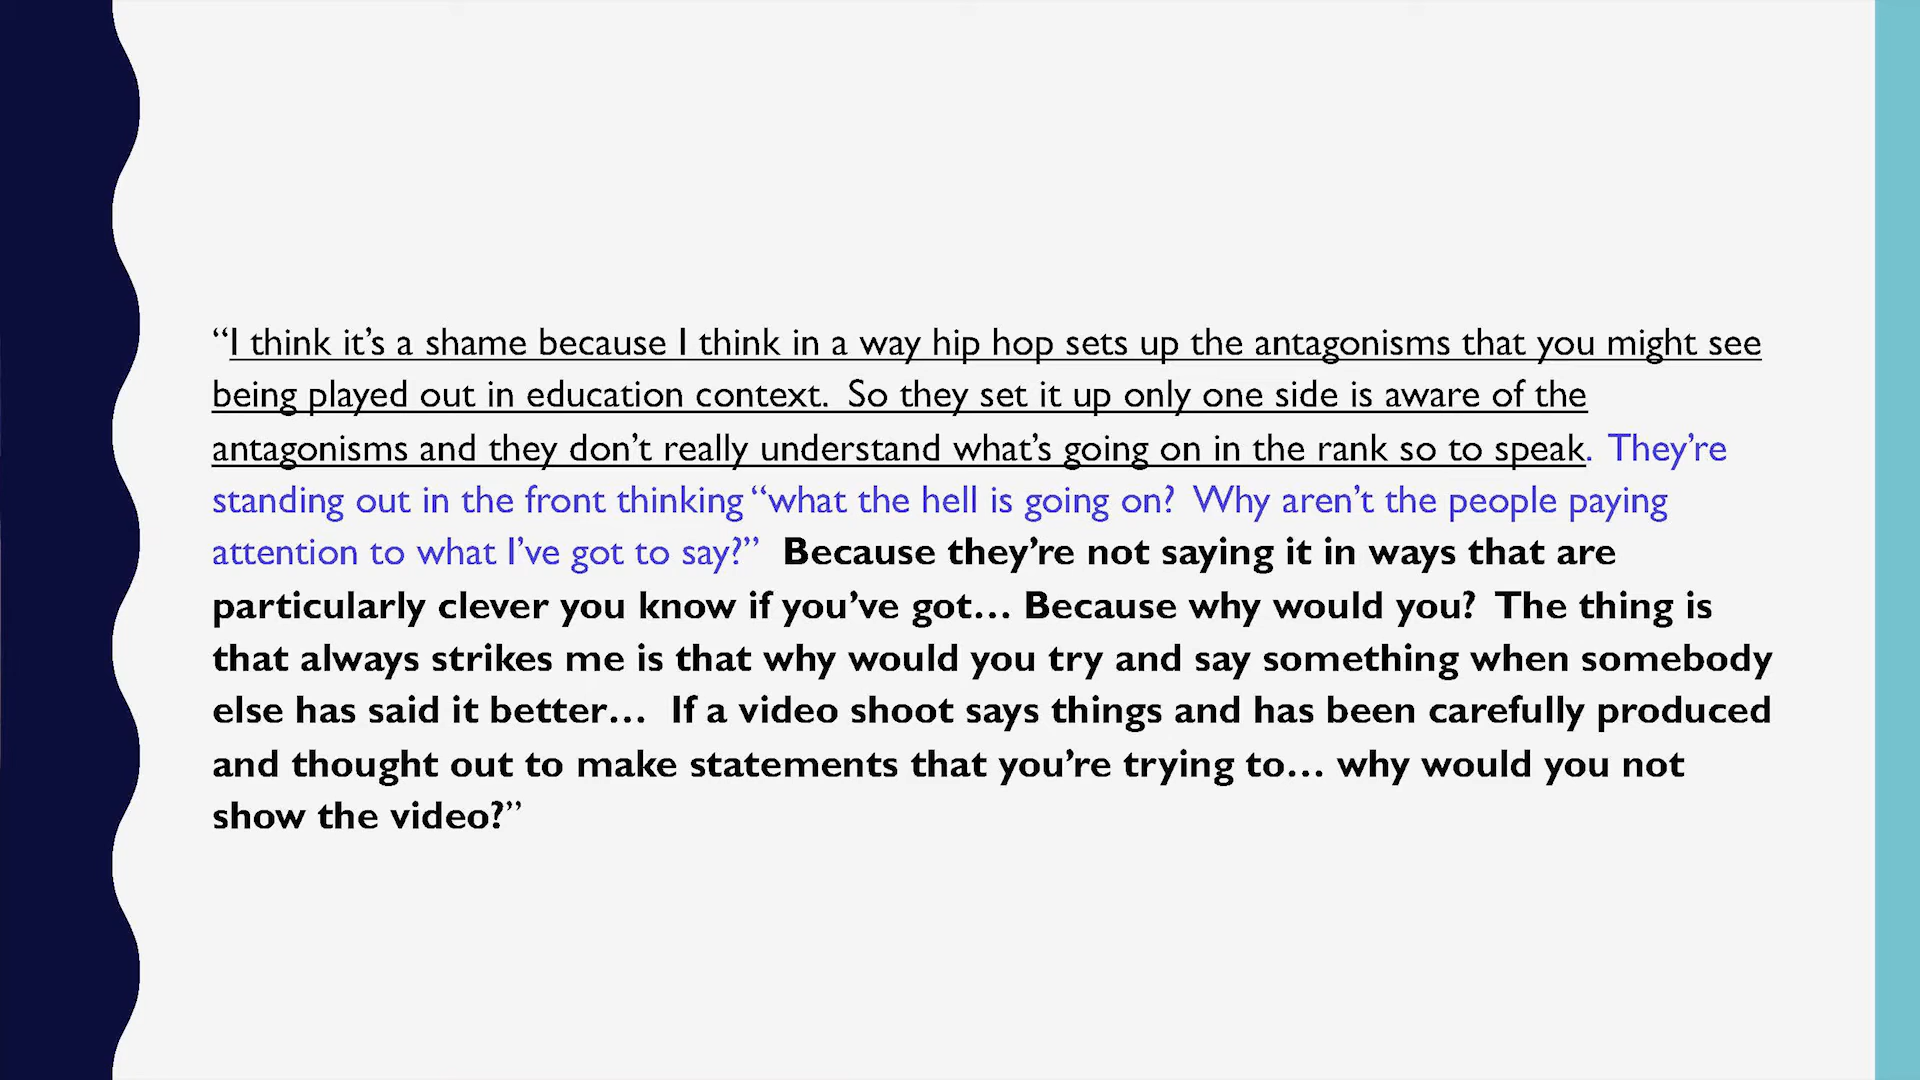 “I think it’s a shame because I think in a way hip hop sets up the antagonisms that you might see
being played out in education context.  So they set it up only one side is aware of the
antagonisms and they don’t really understand what’s going on in the rank so to speak.  They’re
standing out in the front thinking “what the hell is going on?  Why aren’t the people paying
attention to what I’ve got to say?”  Because they’re not saying it in ways that are
particularly clever you know if you’ve got… Because why would you?  The thing is
that always strikes me is that why would you try and say something when somebody
else has said it better…  If a video shoot says things and has been carefully produced
and thought out to make statements that you’re trying to… why would you not
show the video?”